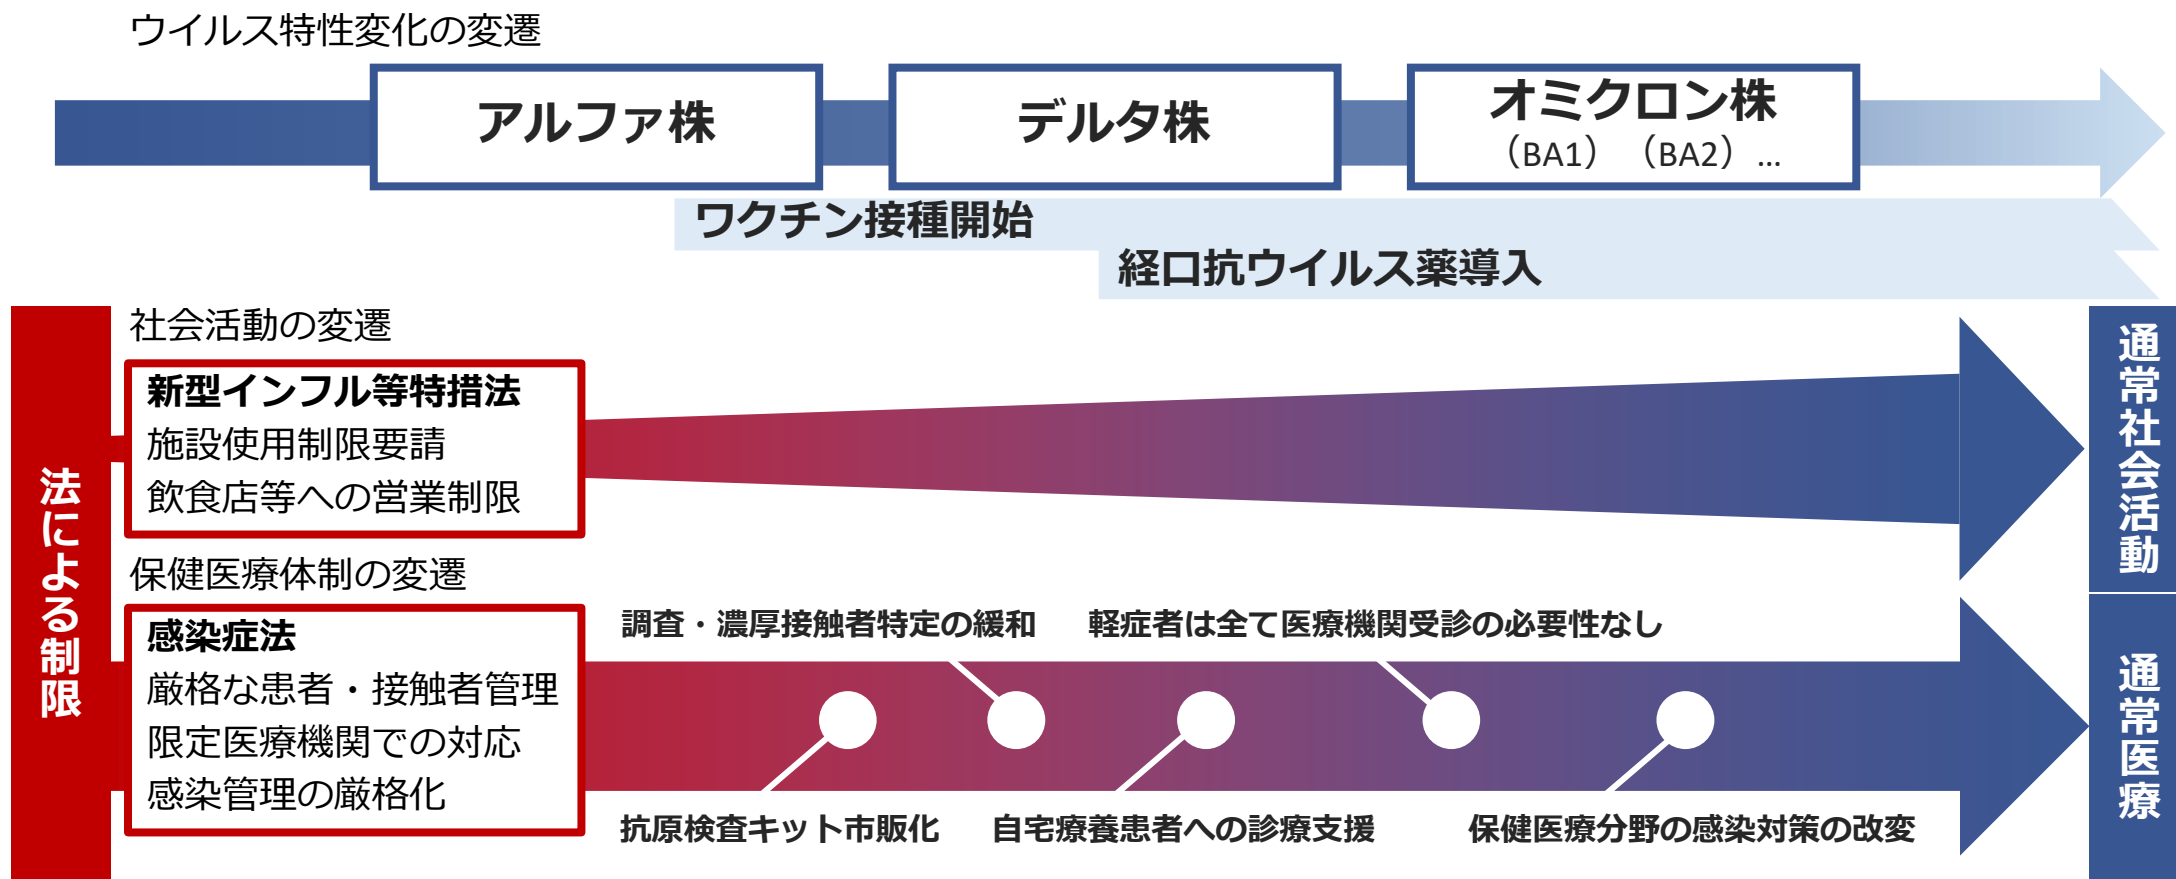 ウイルス特性変化の変遷
アルファ株
デルタ株
オミクロン株
（BA1）（BA2）…
ワクチン接種開始
経口抗ウイルス薬導入
法による制限
社会活動の変遷
新型インフル等特措法
施設使用制限要請
飲食店等への営業制限
通常社会活動
保健医療体制の変遷
感染症法
厳格な患者・接触者管理
限定医療機関での対応
感染管理の厳格化
調査・濃厚接触者特定の緩和
軽症者は全て医療機関受診の必要性なし
抗原検査キット市販化
自宅療養患者への診療支援
保健医療分野の感染対策の改変
通常医療